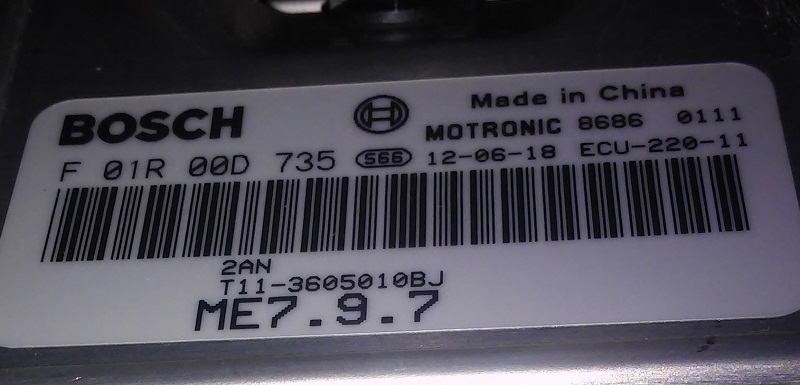 BOSCH
Made in China
MOTRONIC 8686 0111
F 01R 00D 735 566 12-06-18 ECU-220-11
2AN
T11-3605010BJ
ME7.9.7